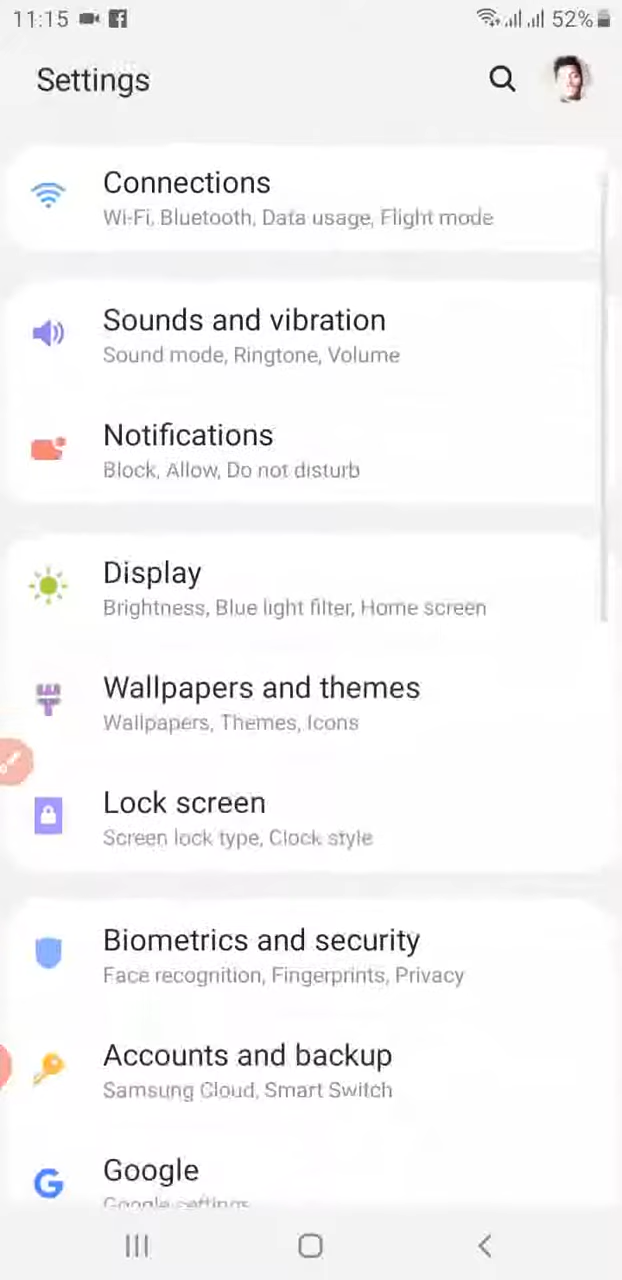 11:15 52%
Settings
Connections
Wi-Fi, Bluetooth, Data usage, Flight mode
Sounds and vibration
Sound mode, Ringtone, Volume
Notifications
Block, Allow, Do not disturb
Display
Brightness, Blue light filter, Home screen
Wallpapers and themes
Wallpapers, Themes, Icons
Lock screen
Screen lock type, Clock style
Biometrics and security
Face recognition, Fingerprints, Privacy
Accounts and backup
Samsung Cloud, Smart Switch
Google
Google settings